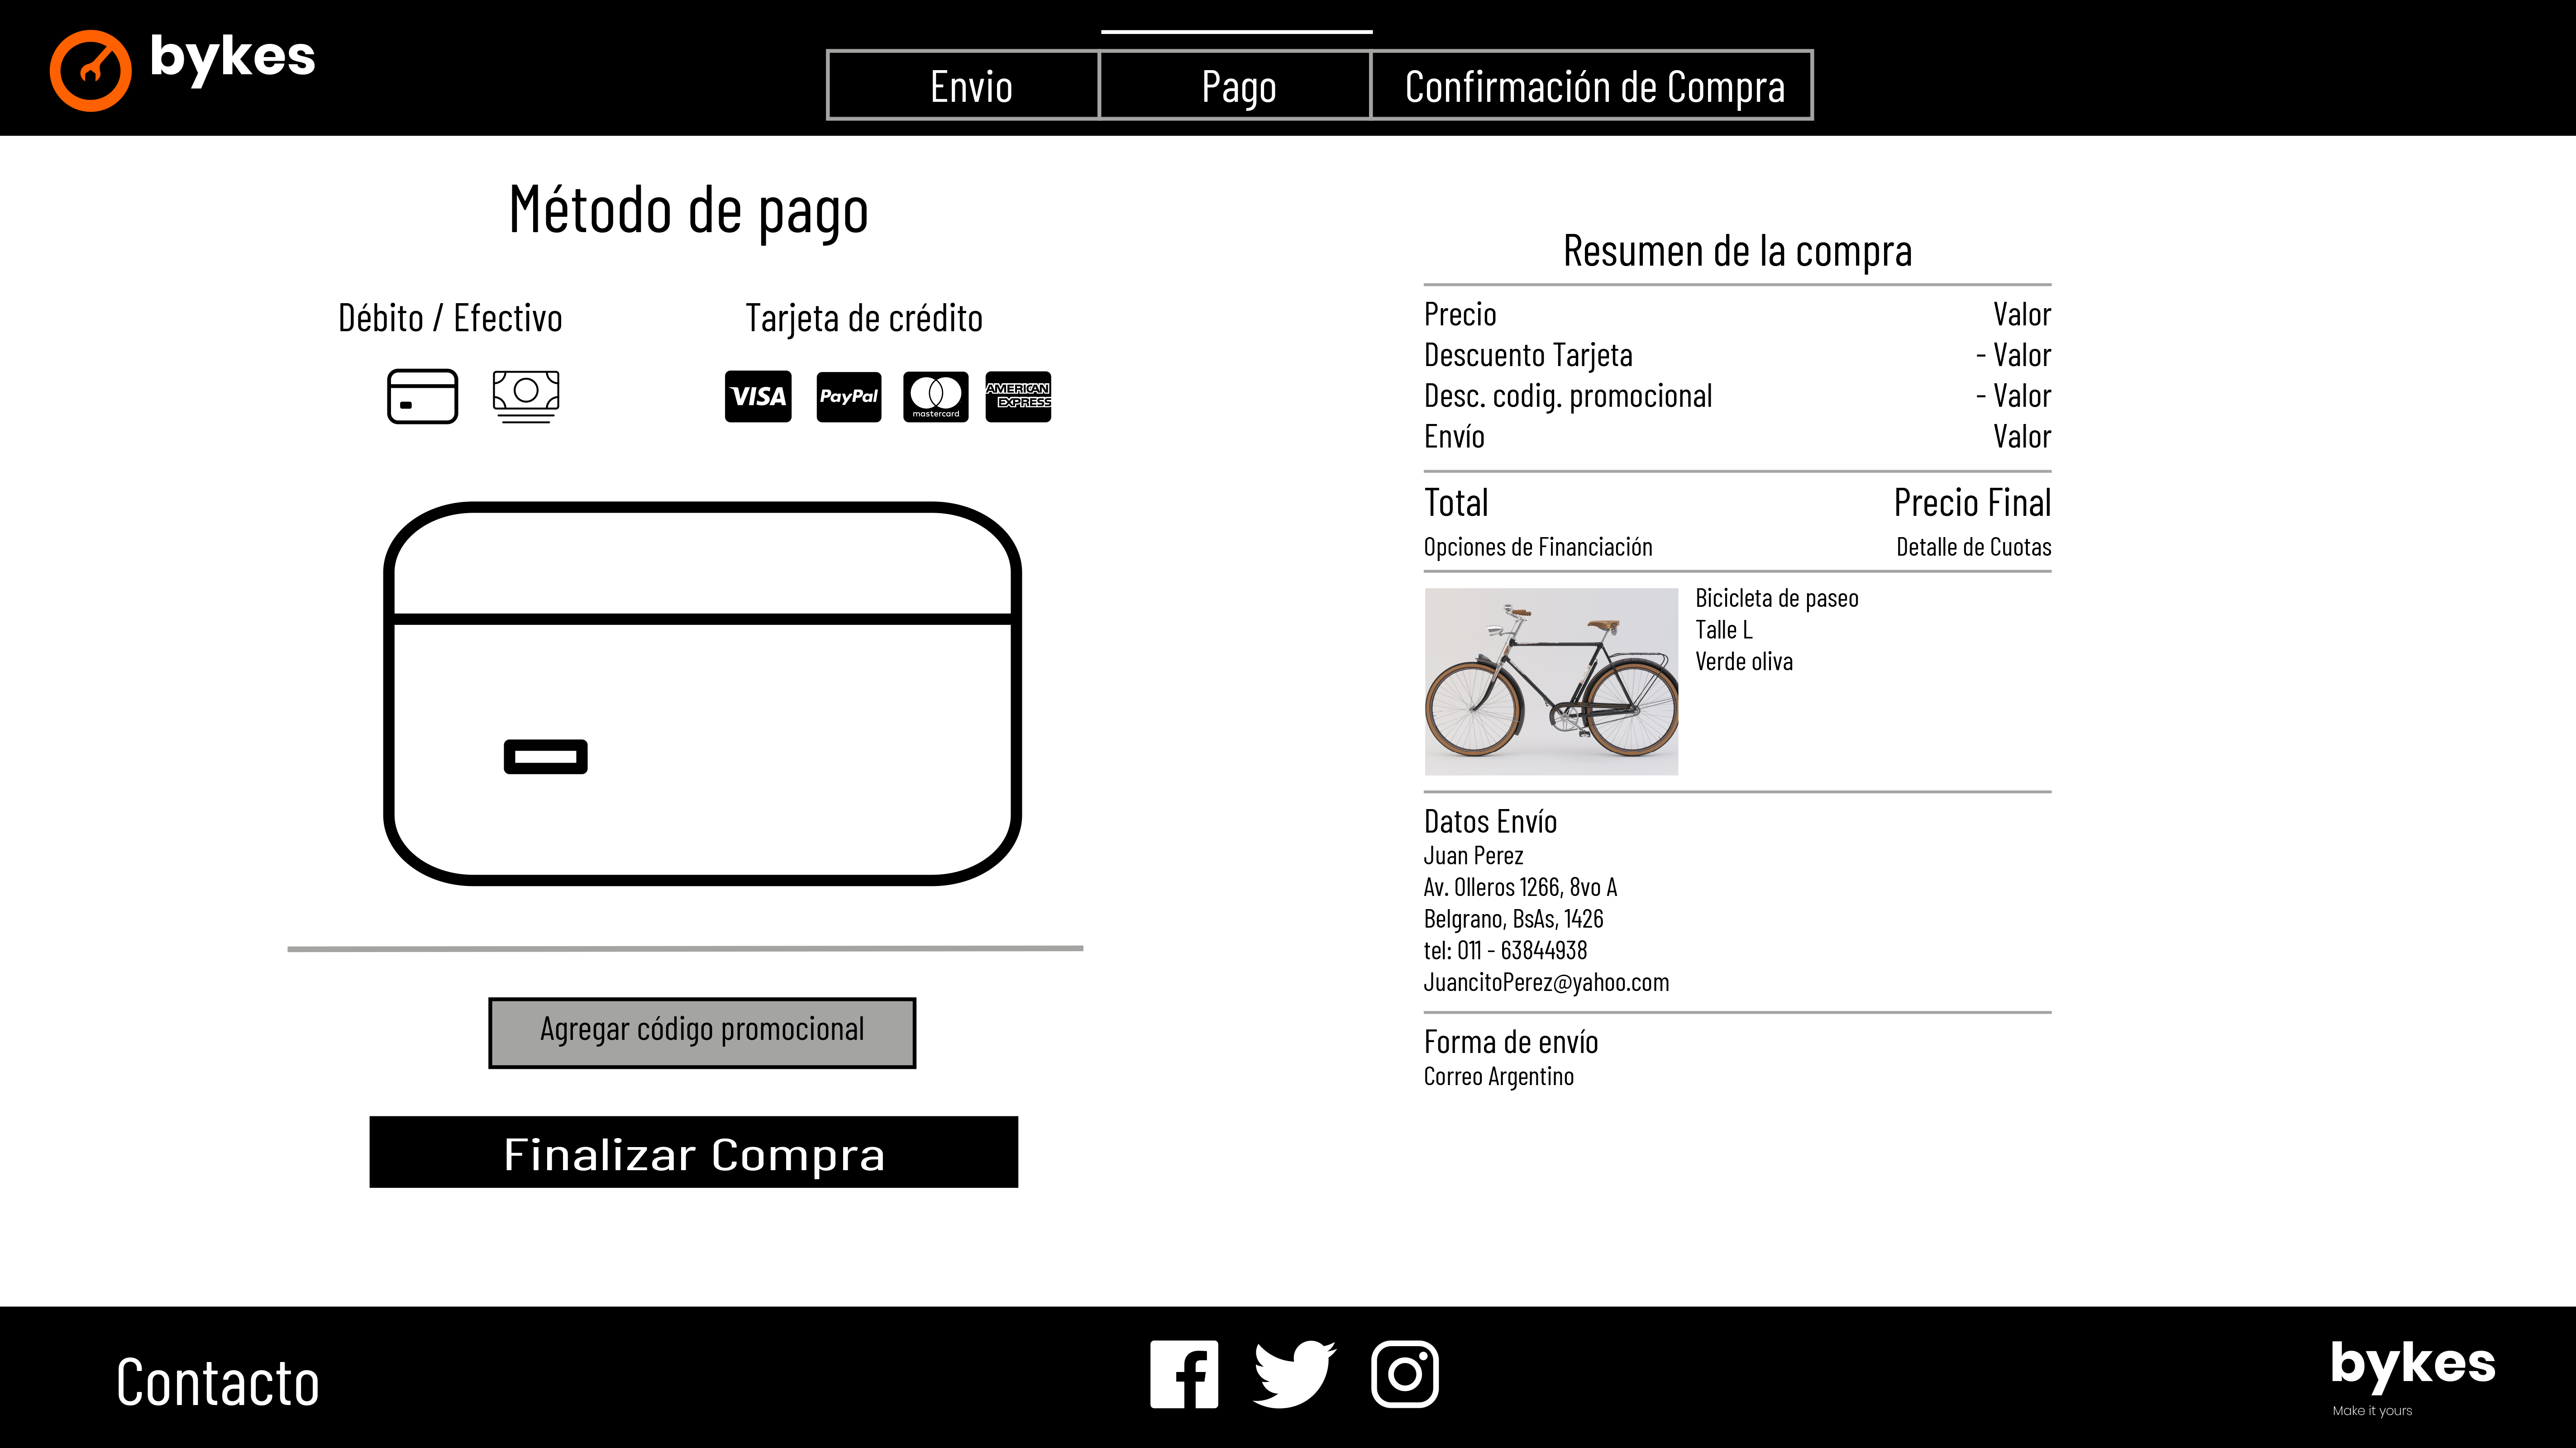 bykes
Envio
Pago
Confirmación de Compra
Método de pago
Débito / Efectivo
Tarjeta de crédito
VISA
PayPal
mastercard
AMERICAN
EXPRESS
Agregar código promocional
Finalizar Compra
Resumen de la compra
Precio Valor
Descuento Tarjeta - Valor
Desc. codig. promocional - Valor
Envío Valor
Total Precio Final
Opciones de Financiación Detalle de Cuotas
Bicicleta de paseo
Talle L
Verde oliva
Datos Envío
Juan Perez
Av. Olleros 1266, 8vo A
Belgrano, BsAs, 1426
tel: 011 - 63844938
JuancitoPerez@yahoo.com
Forma de envío
Correo Argentino
Contacto
bykes
Make it yours